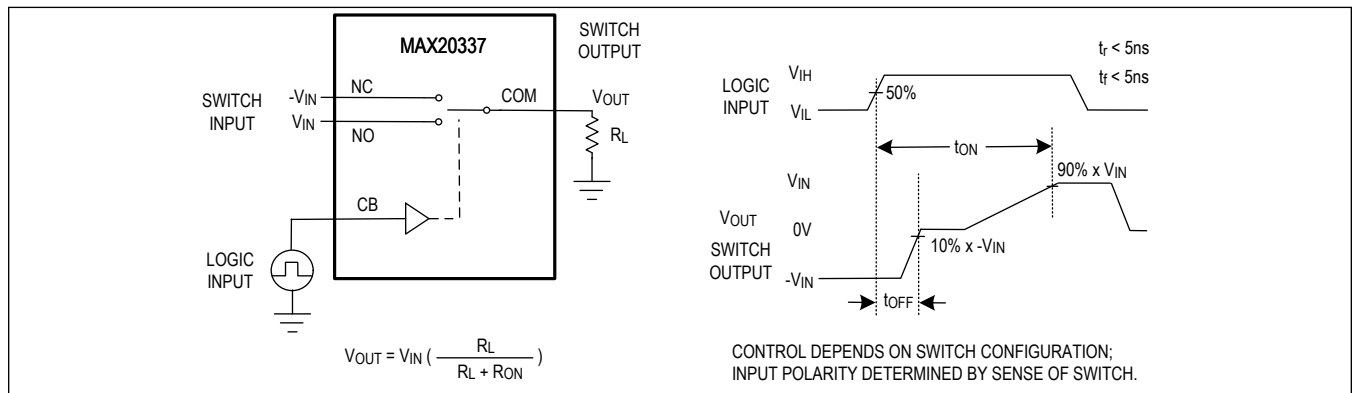 MAX20337
SWITCH
OUTPUT
SWITCH
INPUT
-VIN
VIN
NC
NO
COM
VOUT
RL
CB
LOGIC
INPUT
VOUT = VIN ( RL / RL + RON )
tr < 5ns
tf < 5ns
LOGIC
INPUT
VIH
VIL
50%
tON
VIN
90% x VIN
VOUT
0V
SWITCH
OUTPUT
10% x -VIN
-VIN
tOFF
CONTROL DEPENDS ON SWITCH CONFIGURATION;
INPUT POLARITY DETERMINED BY SENSE OF SWITCH.